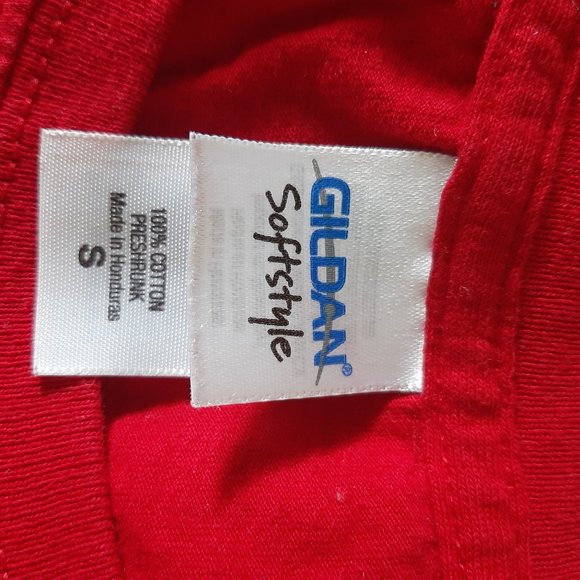 GILDAN®
Softstyle
100% COTTON
PRESHRUNK
Made in Honduras
S